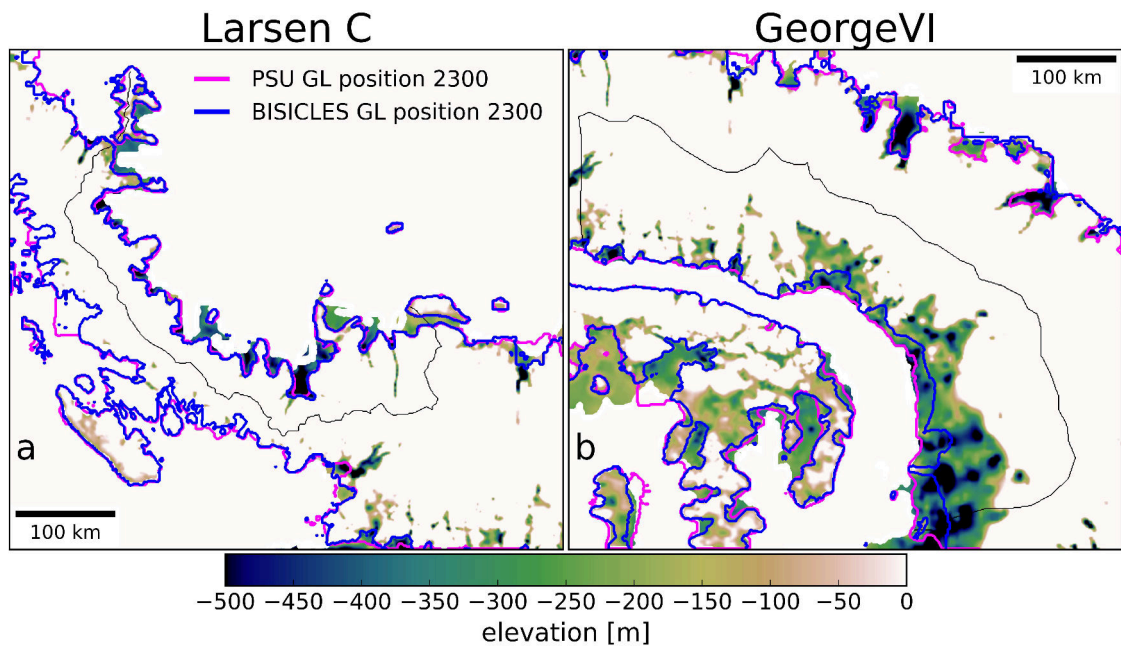 Larsen C
GeorgeVI
PSU GL position 2300
BISICLES GL position 2300
100 km
a
b
100 km
−500 −450 −400 −350 −300 −250 −200 −150 −100 −50 0
elevation [m]